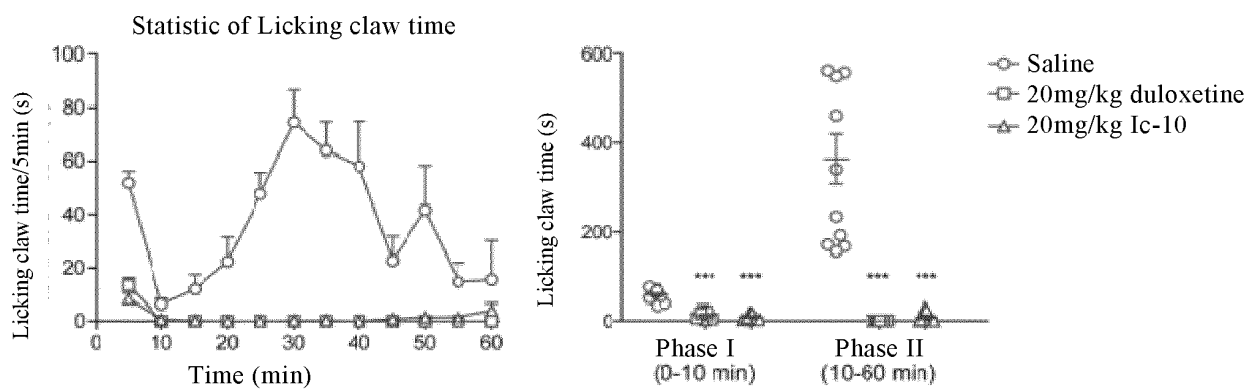 Statistic of Licking claw time
Licking claw time/5min (s)
100
80
60
40
20
0
0 10 20 30 40 50 60
Time (min)
Licking claw time (s)
600
400
200
0
*** *** *** ***
Phase I Phase II
(0-10 min) (10-60 min)
Saline
20mg/kg duloxetine
20mg/kg Ic-10